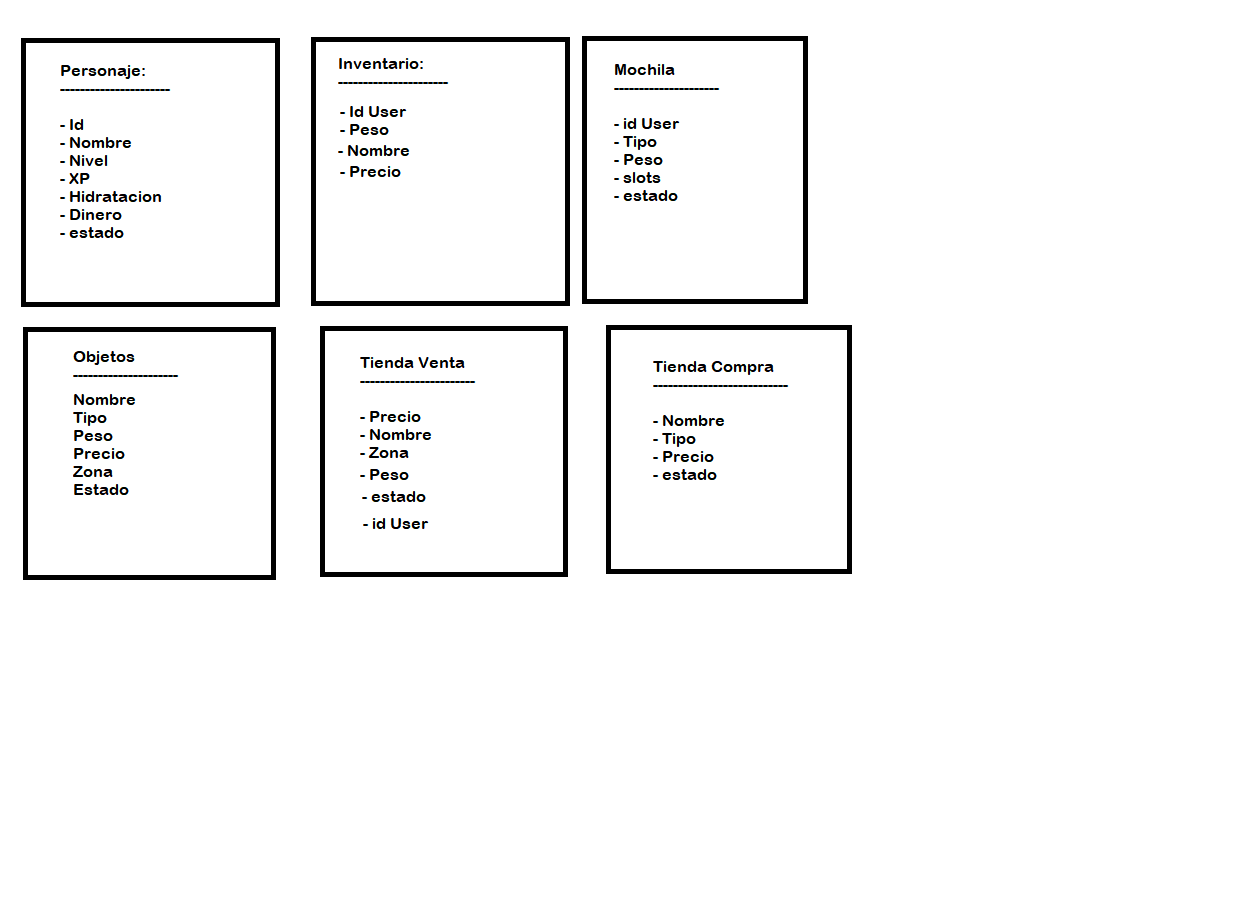 Personaje:
----------------------
- Id
- Nombre
- Nivel
- XP
- Hidratacion
- Dinero
- estado
Inventario:
----------------------
- Id User
- Peso
- Nombre
- Precio
Mochila
---------------------
- id User
- Tipo
- Peso
- slots
- estado
Objetos
---------------------
Nombre
Tipo
Peso
Precio
Zona
Estado
Tienda Venta
-----------------------
- Precio
- Nombre
- Zona
- Peso
- estado
- id User
Tienda Compra
---------------------------
- Nombre
- Tipo
- Precio
- estado